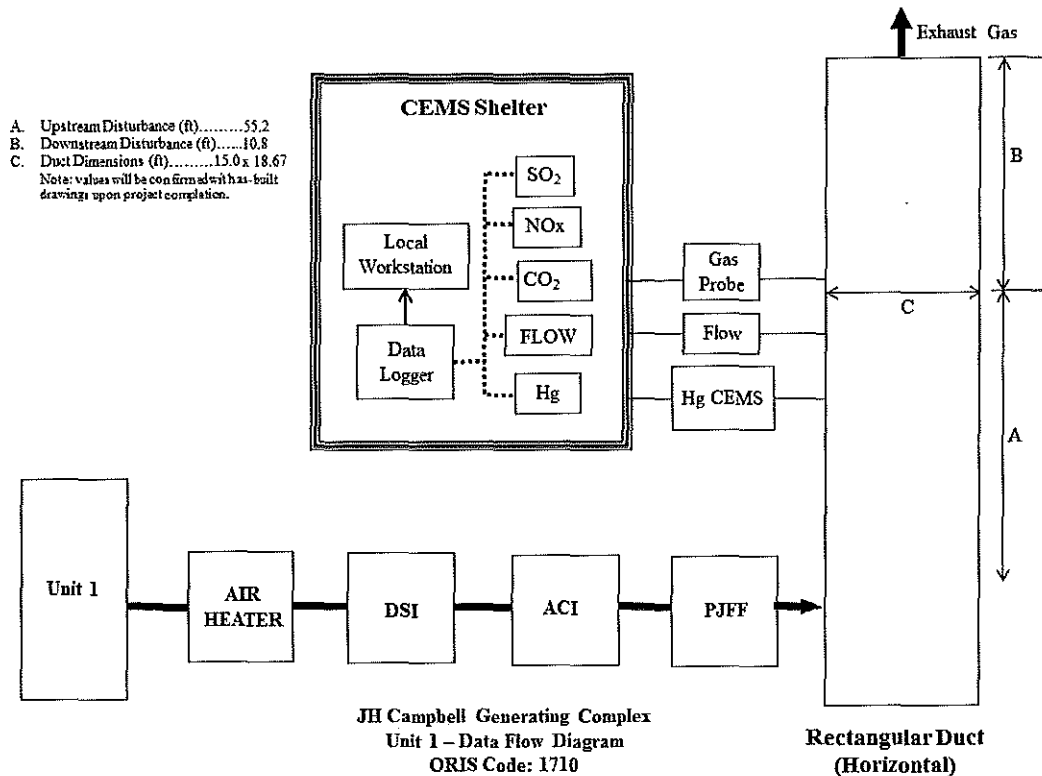 Exhaust Gas
CEMS Shelter
A. Upstream Disturbance (ft).........55.2
B. Downstream Disturbance (ft)......10.8
C. Duct Dimensions (ft).........15.0 x 18.67
Note: values will be confirmed with as-built
drawings upon project completion.
SO₂
NOx
CO₂
FLOW
Hg
Local
Workstation
Data
Logger
Gas
Probe
Flow
Hg CEMS
B
C
A
Unit 1
AIR
HEATER
DSI
ACI
PJFF
JH Campbell Generating Complex
Unit 1 – Data Flow Diagram
ORIS Code: 1710
Rectangular Duct
(Horizontal)